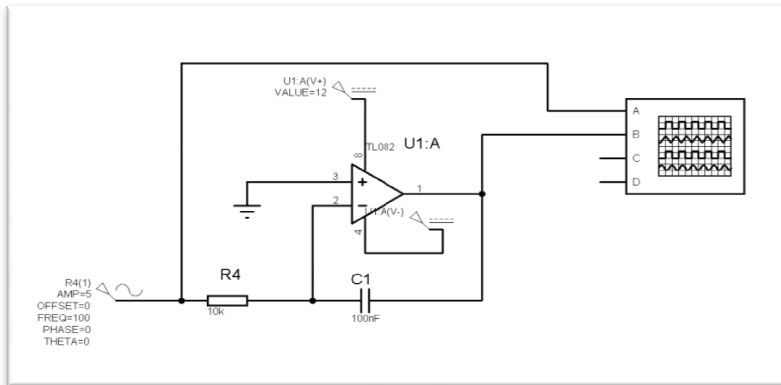 U1:A(V+)
VALUE=12
TL082
U1:A
8
3
1
2
U1:A(V-)
4
A
B
C
D
R4(1)
AMP=5
OFFSET=0
FREQ=100
PHASE=0
THETA=0
R4
10k
C1
100nF